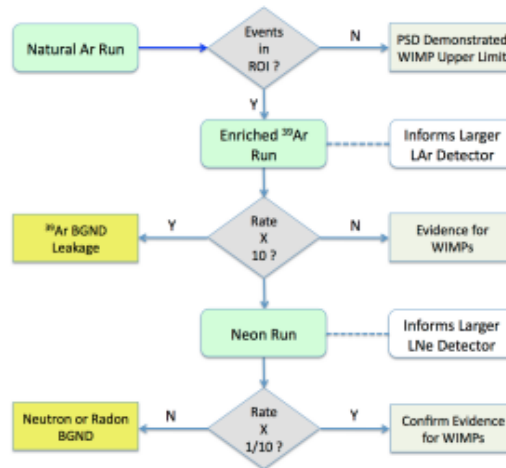 Natural Ar Run
Events
in
ROI ?
N
PSD Demonstrated
WIMP Upper Limit
Y
Enriched ³⁹Ar
Run
Informs Larger
LAr Detector
³⁹Ar BGND
Leakage
Y
Rate
X
10 ?
N
Evidence for
WIMPs
Neon Run
Informs Larger
LNe Detector
Neutron or Radon
BGND
N
Rate
X
1/10 ?
Y
Confirm Evidence
for WIMPs